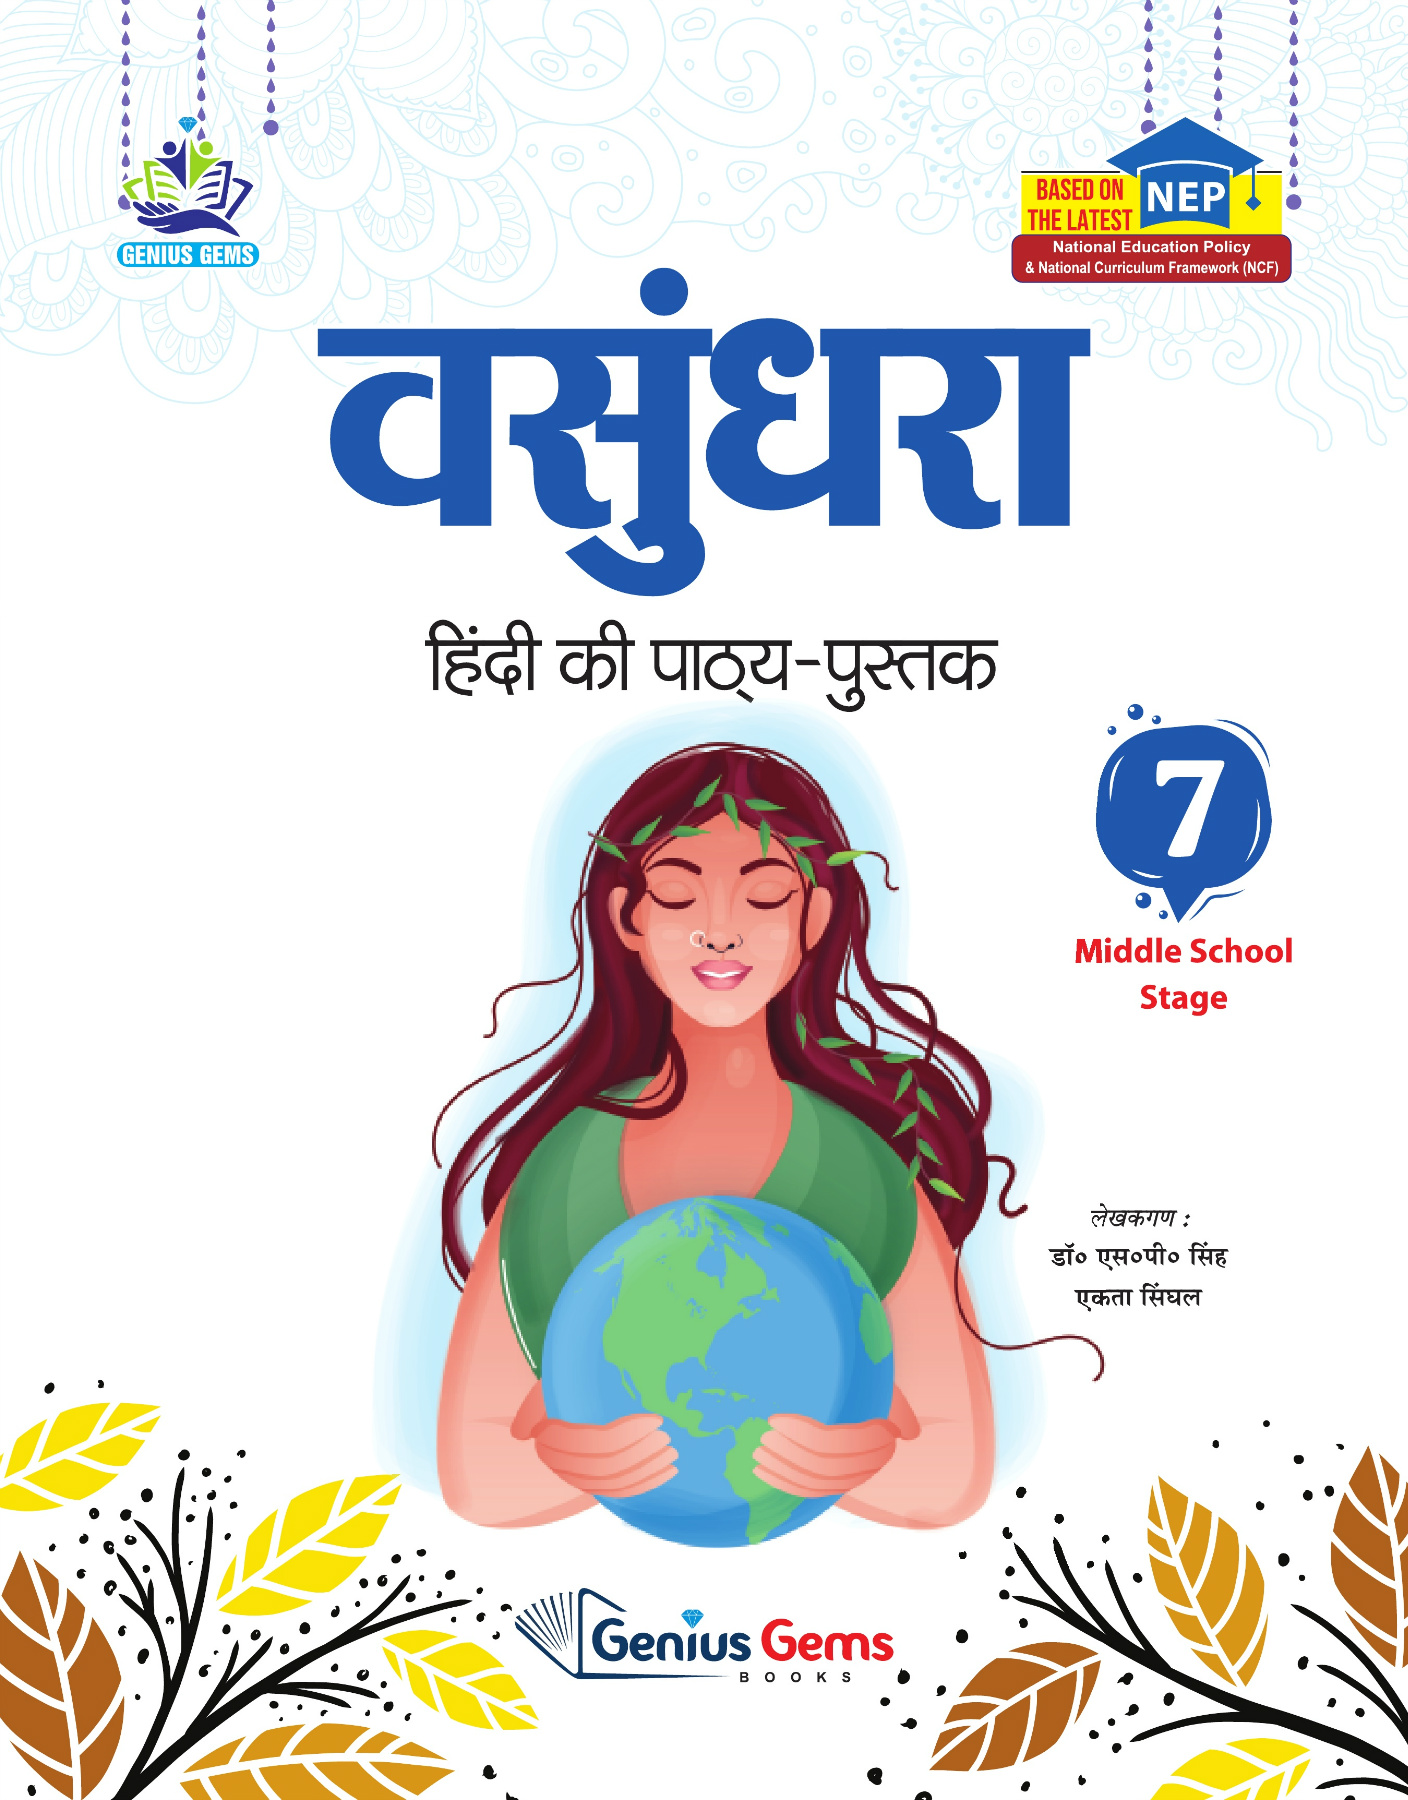 GENIUS GEMS
BASED ON
THE LATEST
NEP
National Education Policy
& National Curriculum Framework (NCF)
वसुंधरा
हिंदी की पाठ्य-पुस्तक
7
Middle School
Stage
लेखकगण :
डॉ० एस०पी० सिंह
एकता सिंघल
Genius Gems
BOOKS